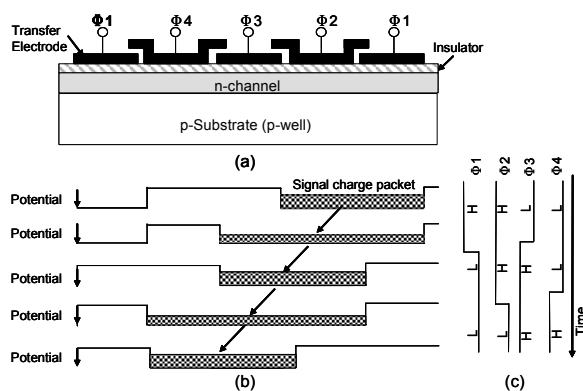 Φ1 Φ4 Φ3 Φ2 Φ1
Transfer
Electrode
Insulator
n-channel
p-Substrate (p-well)
(a)
Signal charge packet
Potential
Potential
Potential
Potential
Potential
(b)
Φ1 Φ2 Φ3 Φ4
H H L L
L H H L
L L H H
Time
(c)